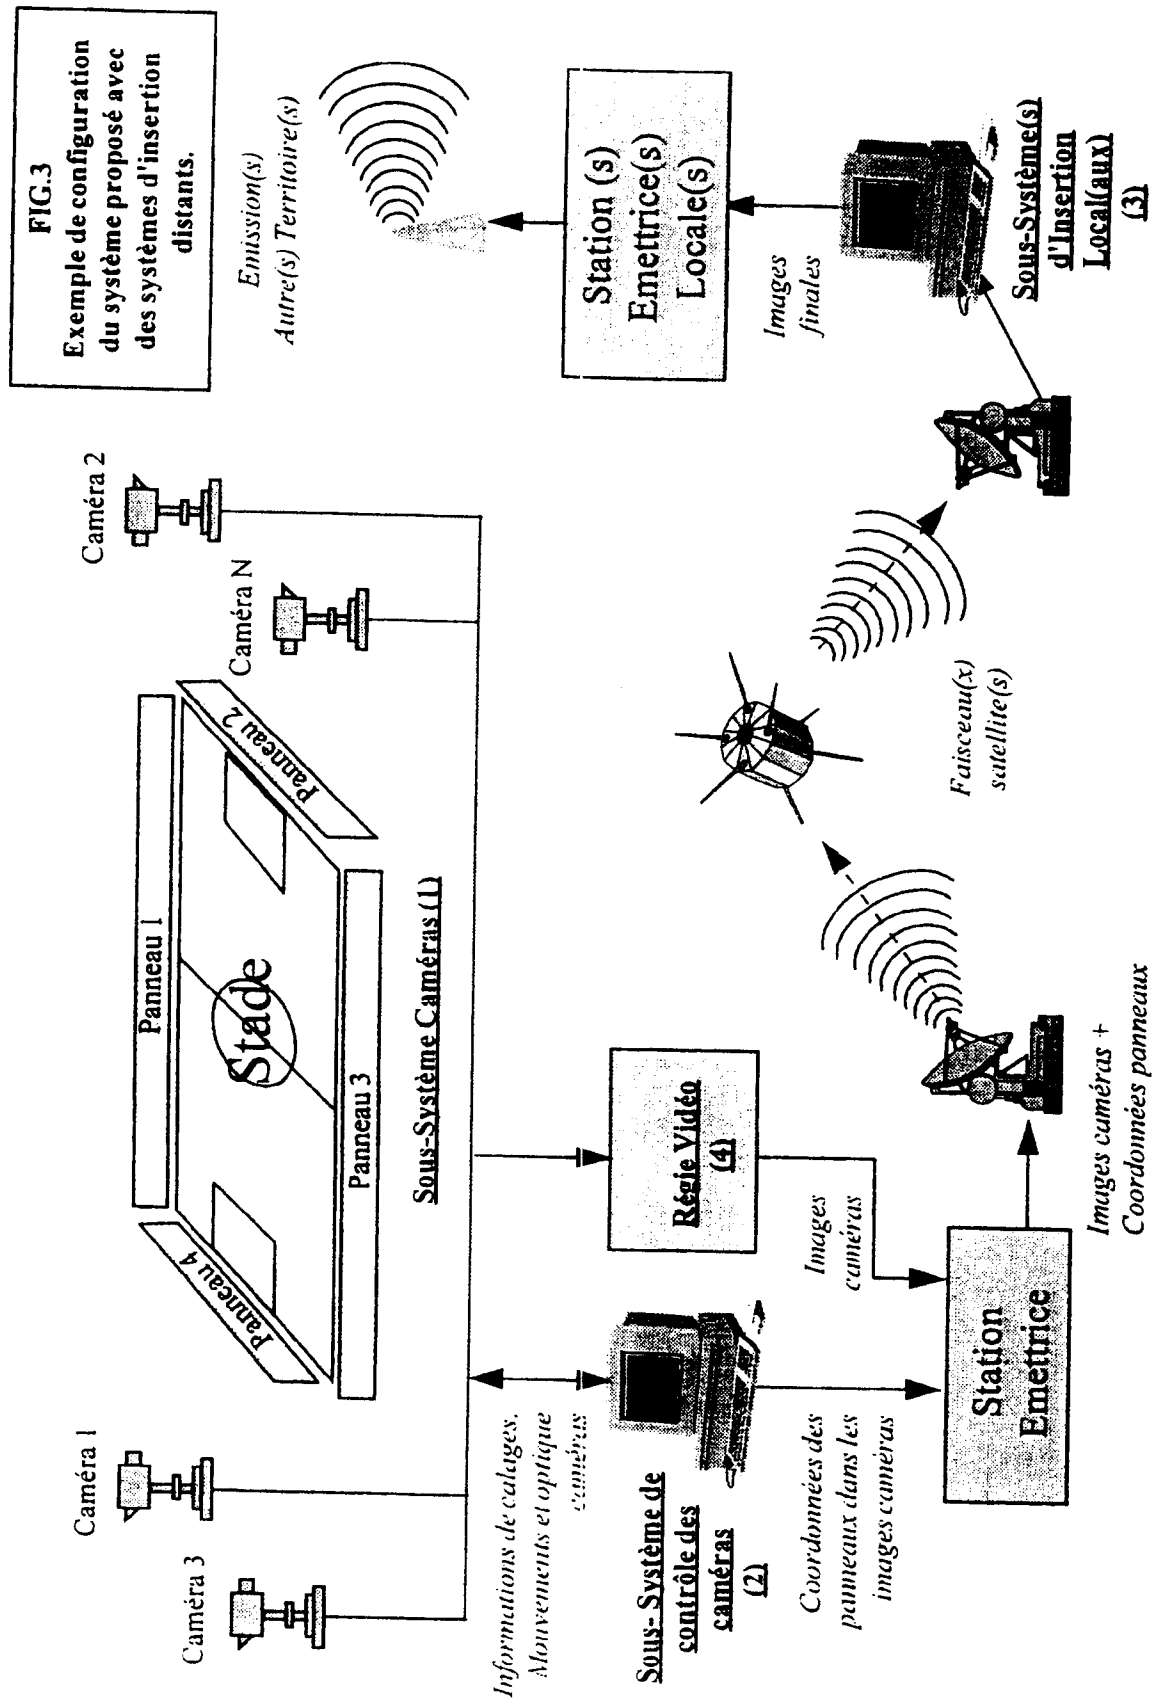 FIG.3
Exemple de configuration
du système proposé avec
des systèmes d'insertion
distants.
Caméra 1
Caméra 3
Caméra 2
Caméra N
Panneau 1
Panneau 2
Panneau 3
Panneau 4
Stade
Sous-Système Caméras (1)
Informations de calages,
Mouvements et optique
caméras
Sous- Système de
contrôle des
caméras
(2)
Régie Vidéo
(4)
Images
caméras
Coordonnées des
panneaux dans les
images caméras
Station
Emettrice
Images caméras +
Coordonnées panneaux
Faisceau(x)
satellite(s)
Sous-Système(s)
d'Insertion
Local(aux)
(3)
Images
finales
Station (s)
Emettrice(s)
Locale(s)
Emission(s)
Autre(s) Territoire(s)